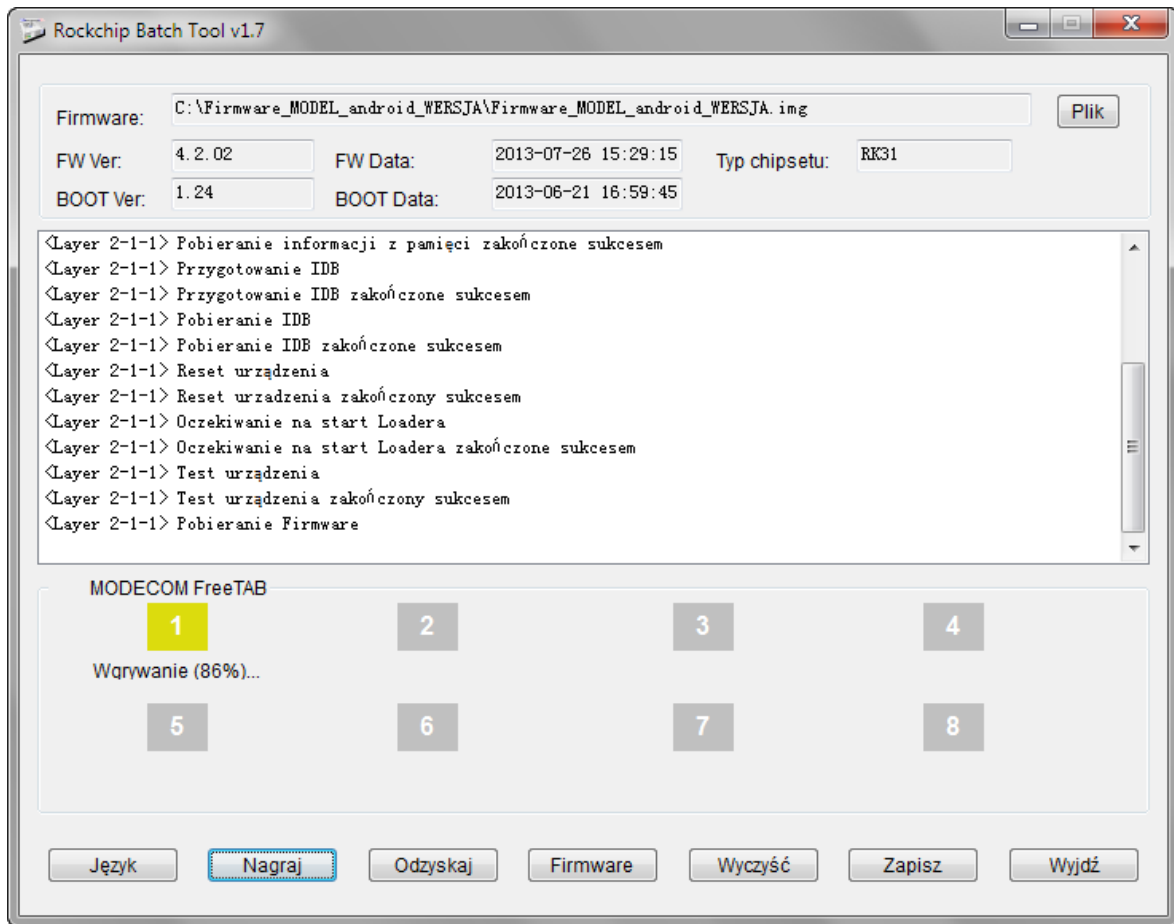 Rockchip Batch Tool v1.7
Firmware: C:\Firmware_MODEL_android_WERSJA\Firmware_MODEL_android_WERSJA.img Plik
FW Ver: 4.2.02 FW Data: 2013-07-26 15:29:15 Typ chipsetu: RK31
BOOT Ver: 1.24 BOOT Data: 2013-06-21 16:59:45
<Layer 2-1-1> Pobieranie informacji z pamięci zakończone sukcesem
<Layer 2-1-1> Przygotowanie IDB
<Layer 2-1-1> Przygotowanie IDB zakończone sukcesem
<Layer 2-1-1> Pobieranie IDB
<Layer 2-1-1> Pobieranie IDB zakończone sukcesem
<Layer 2-1-1> Reset urządzenia
<Layer 2-1-1> Reset urzadzenia zakończony sukcesem
<Layer 2-1-1> Oczekiwanie na start Loadera
<Layer 2-1-1> Oczekiwanie na start Loadera zakończone sukcesem
<Layer 2-1-1> Test urządzenia
<Layer 2-1-1> Test urządzenia zakończony sukcesem
<Layer 2-1-1> Pobieranie Firmware
MODECOM FreeTAB
1 2 3 4
Wgrywanie (86%)...
5 6 7 8
Język Nagraj Odzyskaj Firmware Wyczyść Zapisz Wyjdź